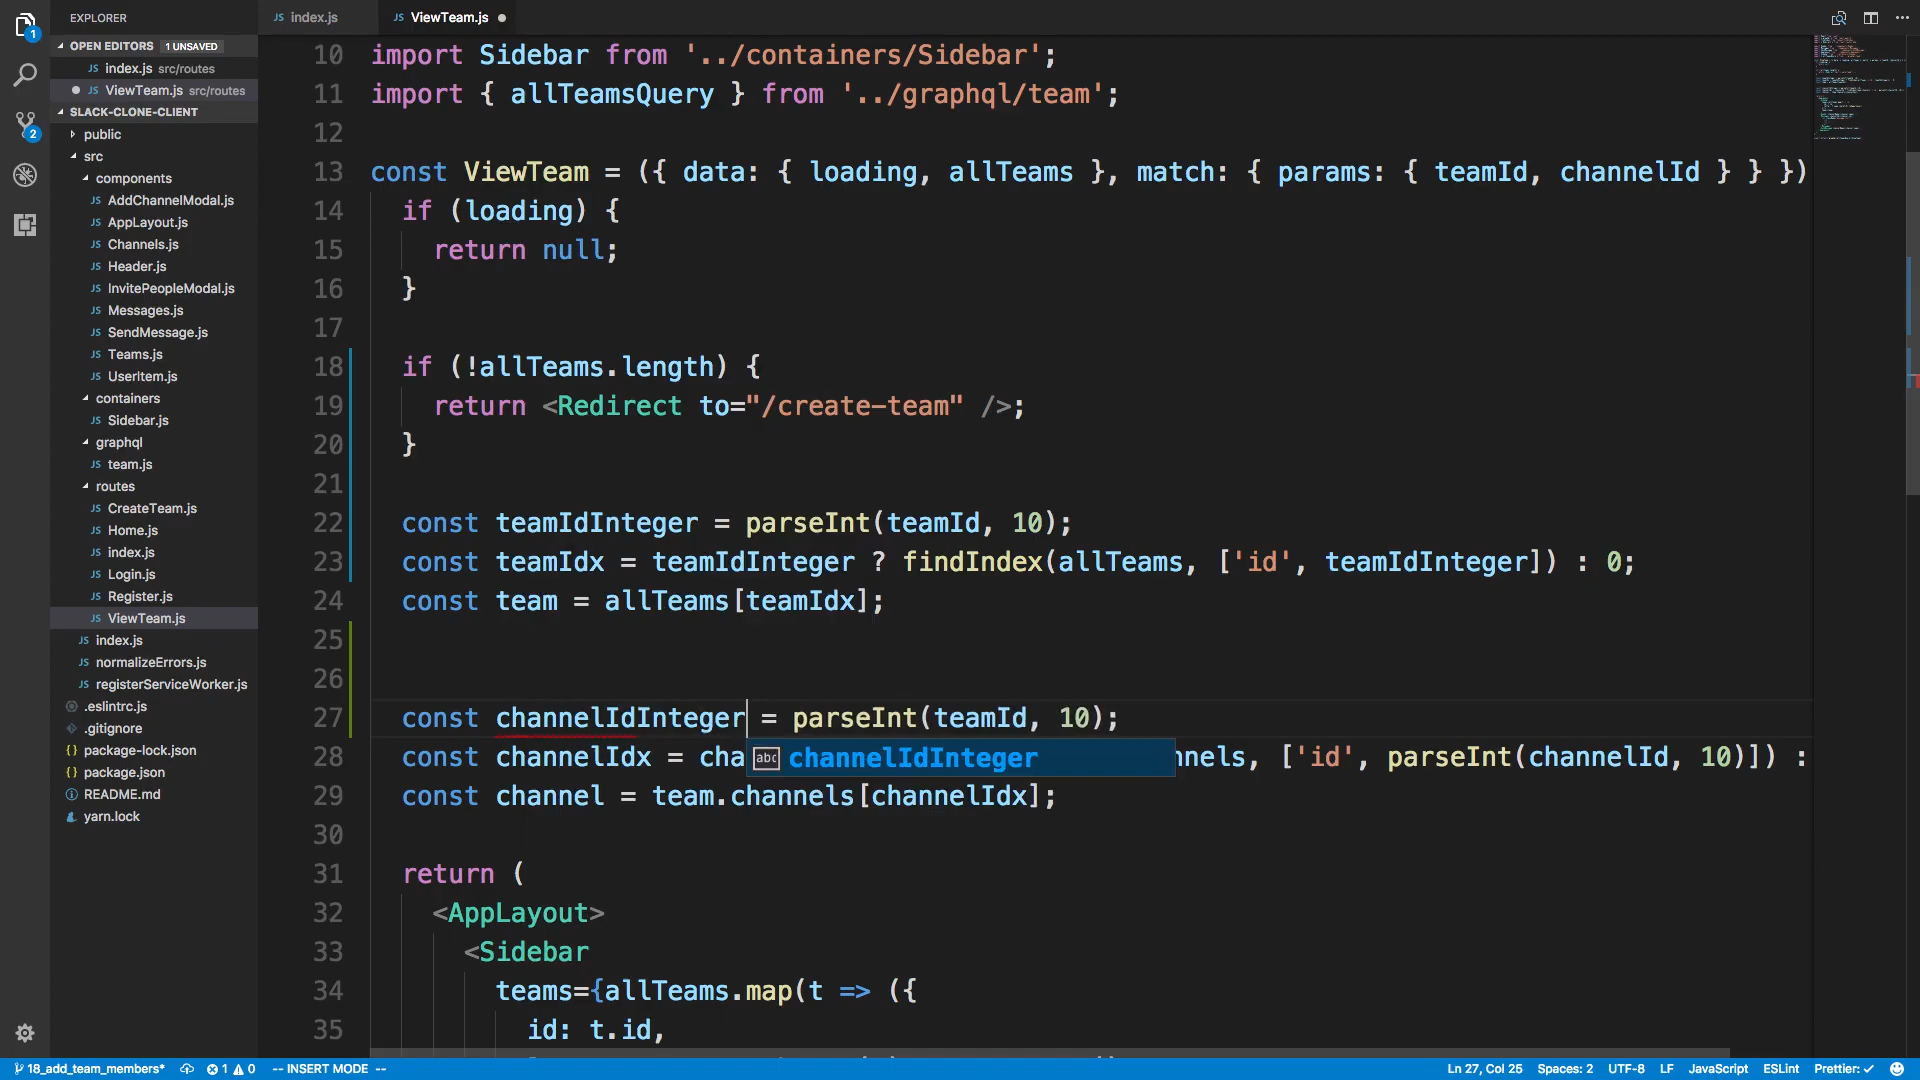 EXPLORER
index.js
ViewTeam.js
OPEN EDITORS 1 UNSAVED
index.js src/routes
ViewTeam.js src/routes
SLACK-CLONE-CLIENT
public
src
components
AddChannelModal.js
AppLayout.js
Channels.js
Header.js
InvitePeopleModal.js
Messages.js
SendMessage.js
Teams.js
UserItem.js
containers
Sidebar.js
graphql
team.js
routes
CreateTeam.js
Home.js
index.js
Login.js
Register.js
ViewTeam.js
index.js
normalizeErrors.js
registerServiceWorker.js
.eslintrc.js
.gitignore
package-lock.json
package.json
README.md
yarn.lock
1
2
10 import Sidebar from '../containers/Sidebar';
11 import { allTeamsQuery } from '../graphql/team';
12
13 const ViewTeam = ({ data: { loading, allTeams }, match: { params: { teamId, channelId } } })
14 if (loading) {
15 return null;
16 }
17
18 if (!allTeams.length) {
19 return <Redirect to="/create-team" />;
20 }
21
22 const teamIdInteger = parseInt(teamId, 10);
23 const teamIdx = teamIdInteger ? findIndex(allTeams, ['id', teamIdInteger]) : 0;
24 const team = allTeams[teamIdx];
25
26
27 const channelIdInteger = parseInt(teamId, 10);
28 const channelIdx = cha nnels, ['id', parseInt(channelId, 10)]) :
abc channelIdInteger
29 const channel = team.channels[channelIdx];
30
31 return (
32 <AppLayout>
33 <Sidebar
34 teams={allTeams.map(t => ({
35 id: t.id,
18_add_team_members* 1 0 -- INSERT MODE -- Ln 27, Col 25 Spaces: 2 UTF-8 LF JavaScript ESLint Prettier: ✓